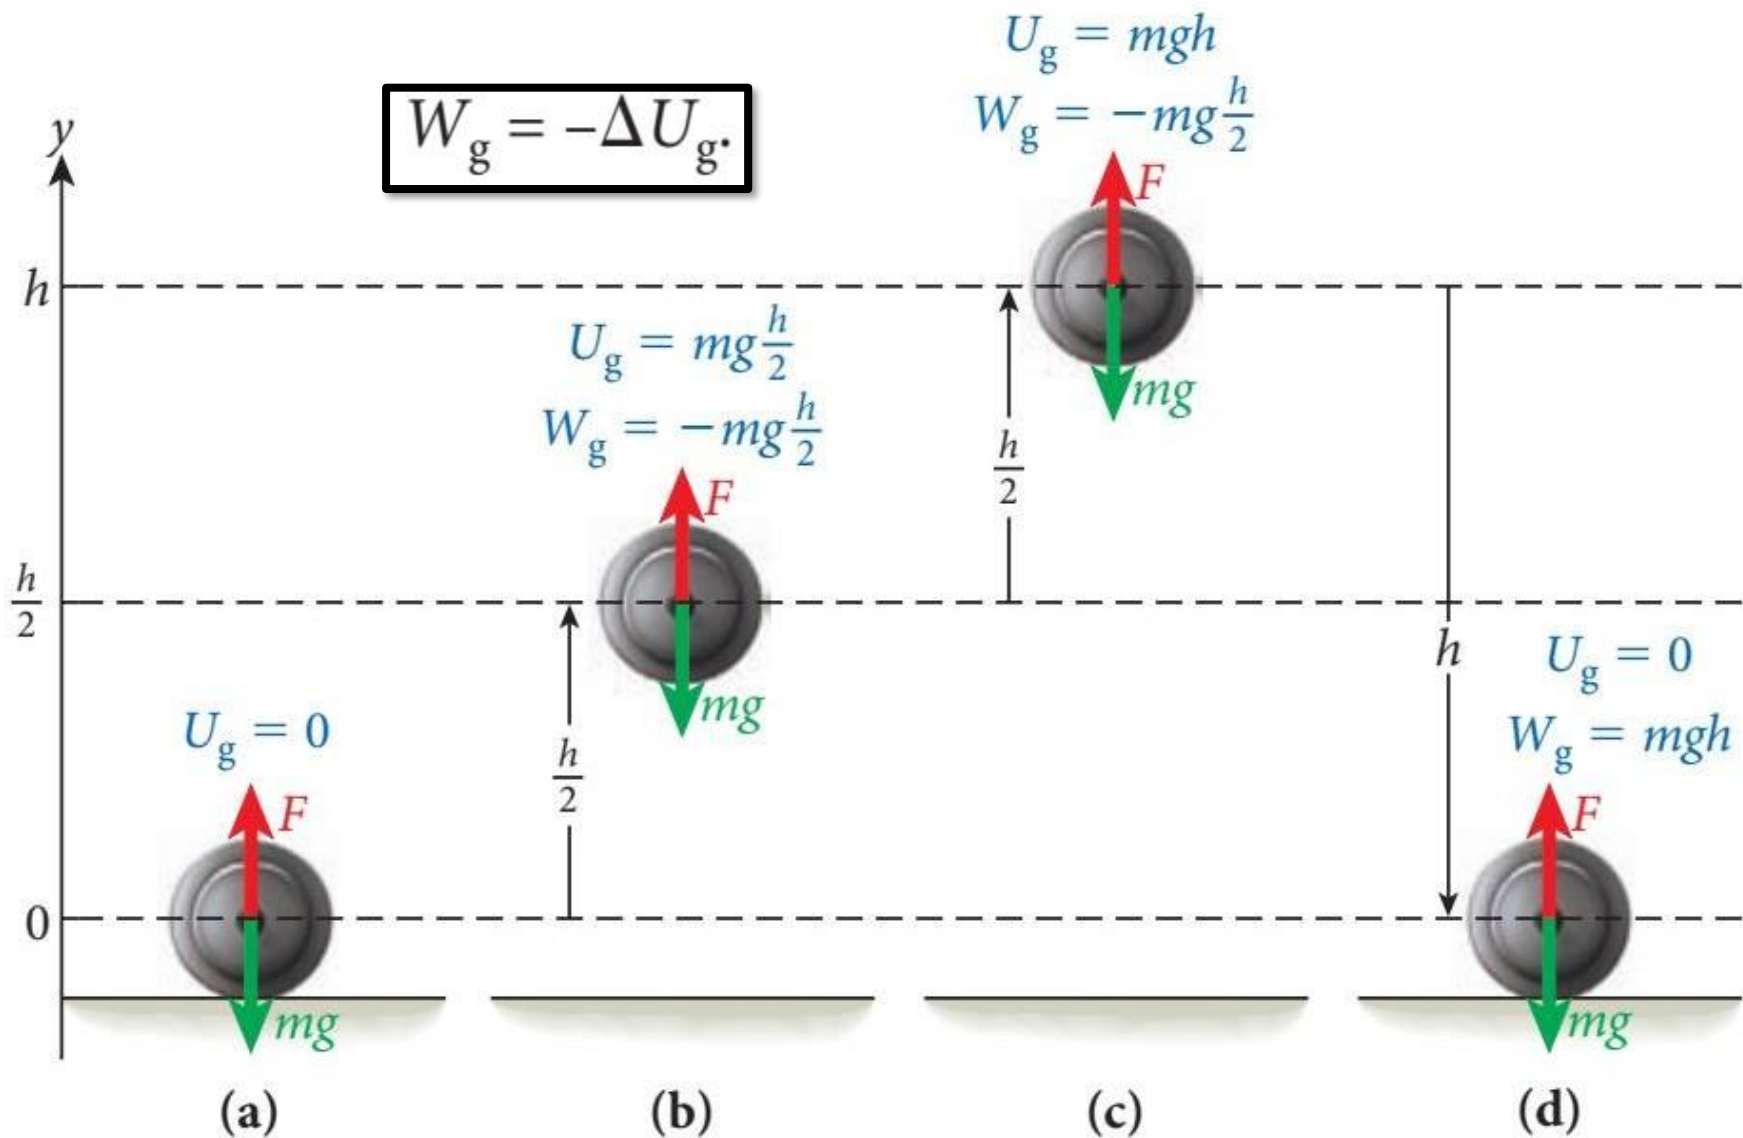 U_g = mgh
W_g = −mg h/2
W_g = −ΔU_g.
y
F
h
mg
U_g = mg h/2
W_g = −mg h/2
h/2
F
h/2
mg
h
U_g = 0
W_g = mgh
U_g = 0
h/2
F
F
0
mg
mg
(a) (b) (c) (d)